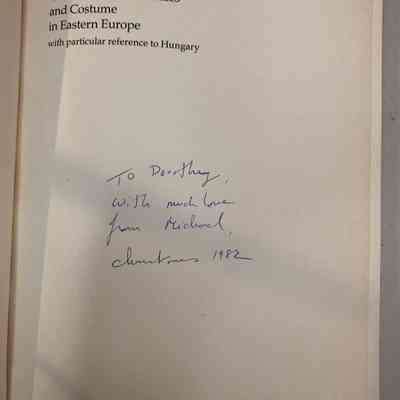 and Costume
in Eastern Europe
with particular reference to Hungary
To Dorothy,
with much love
from Michael,
Christmas 1982